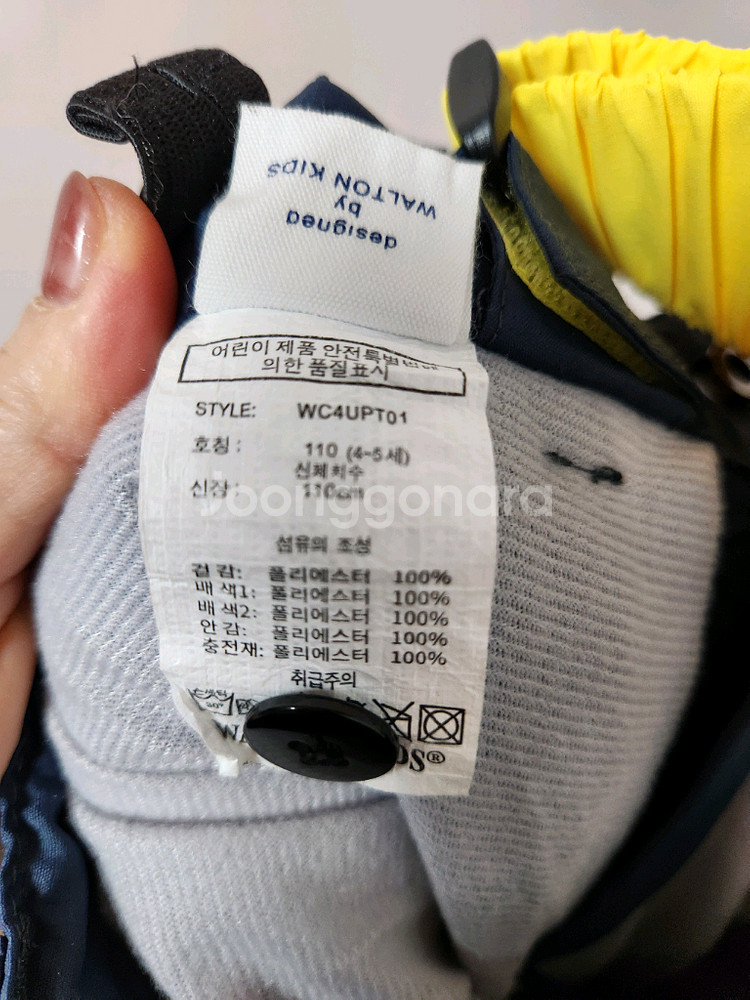 designed
by
WALTON KIDS
어린이 제품 안전특별법에
의한 품질표시
STYLE: WC4UPT01
호칭 : 110 (4-5세)
신체치수
신장 : 110cm
joonggonara
섬유의 조성
겉 감: 폴리에스터 100%
배 색1: 폴리에스터 100%
배 색2: 폴리에스터 100%
안 감: 폴리에스터 100%
충전재: 폴리에스터 100%
취급주의
30°